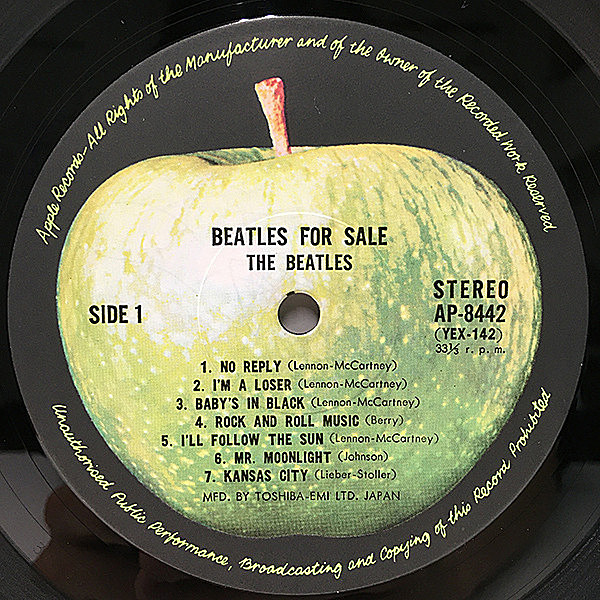 Apple Records-All Rights of the Manufacturer and of the Owner of the Recorded Work Reserved
BEATLES FOR SALE
THE BEATLES
SIDE 1
STEREO
AP-8442
(YEX-142)
33⅓ r. p. m.
1. NO REPLY (Lennon-McCartney)
2. I'M A LOSER (Lennon-McCartney)
3. BABY'S IN BLACK (Lennon-McCartney)
4. ROCK AND ROLL MUSIC (Berry)
5. I'LL FOLLOW THE SUN (Lennon-McCartney)
6. MR. MOONLIGHT (Johnson)
7. KANSAS CITY (Lieber-Stoller)
MFD. BY TOSHIBA-EMI LTD. JAPAN
Unauthorised Public Performance, Broadcasting and Copying of this Record Prohibited